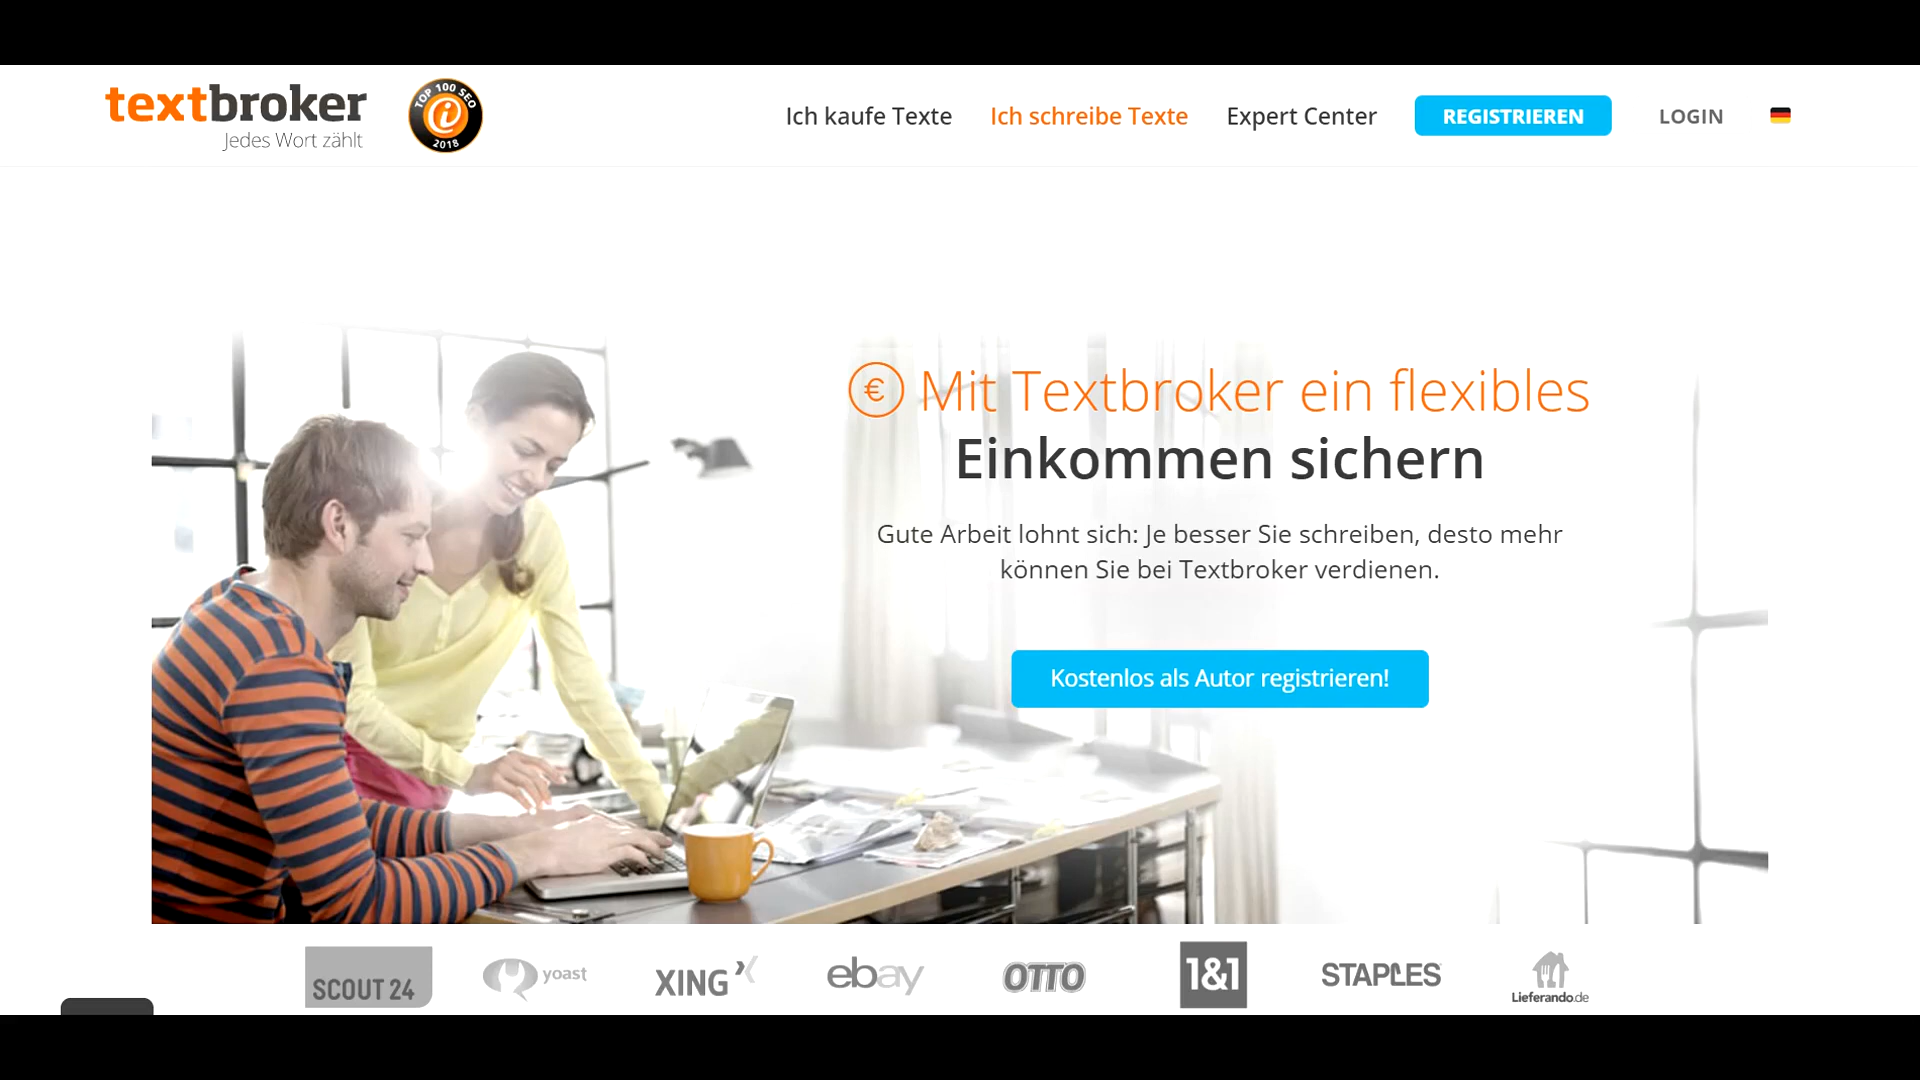 textbroker
Jedes Wort zählt
TOP 100 SEO
2018
Ich kaufe Texte
Ich schreibe Texte
Expert Center
REGISTRIEREN
LOGIN
€ Mit Textbroker ein flexibles
Einkommen sichern
Gute Arbeit lohnt sich: Je besser Sie schreiben, desto mehr
können Sie bei Textbroker verdienen.
Kostenlos als Autor registrieren!
SCOUT 24
yoast
XING
ebay
OTTO
1&1
STAPLES
Lieferando.de